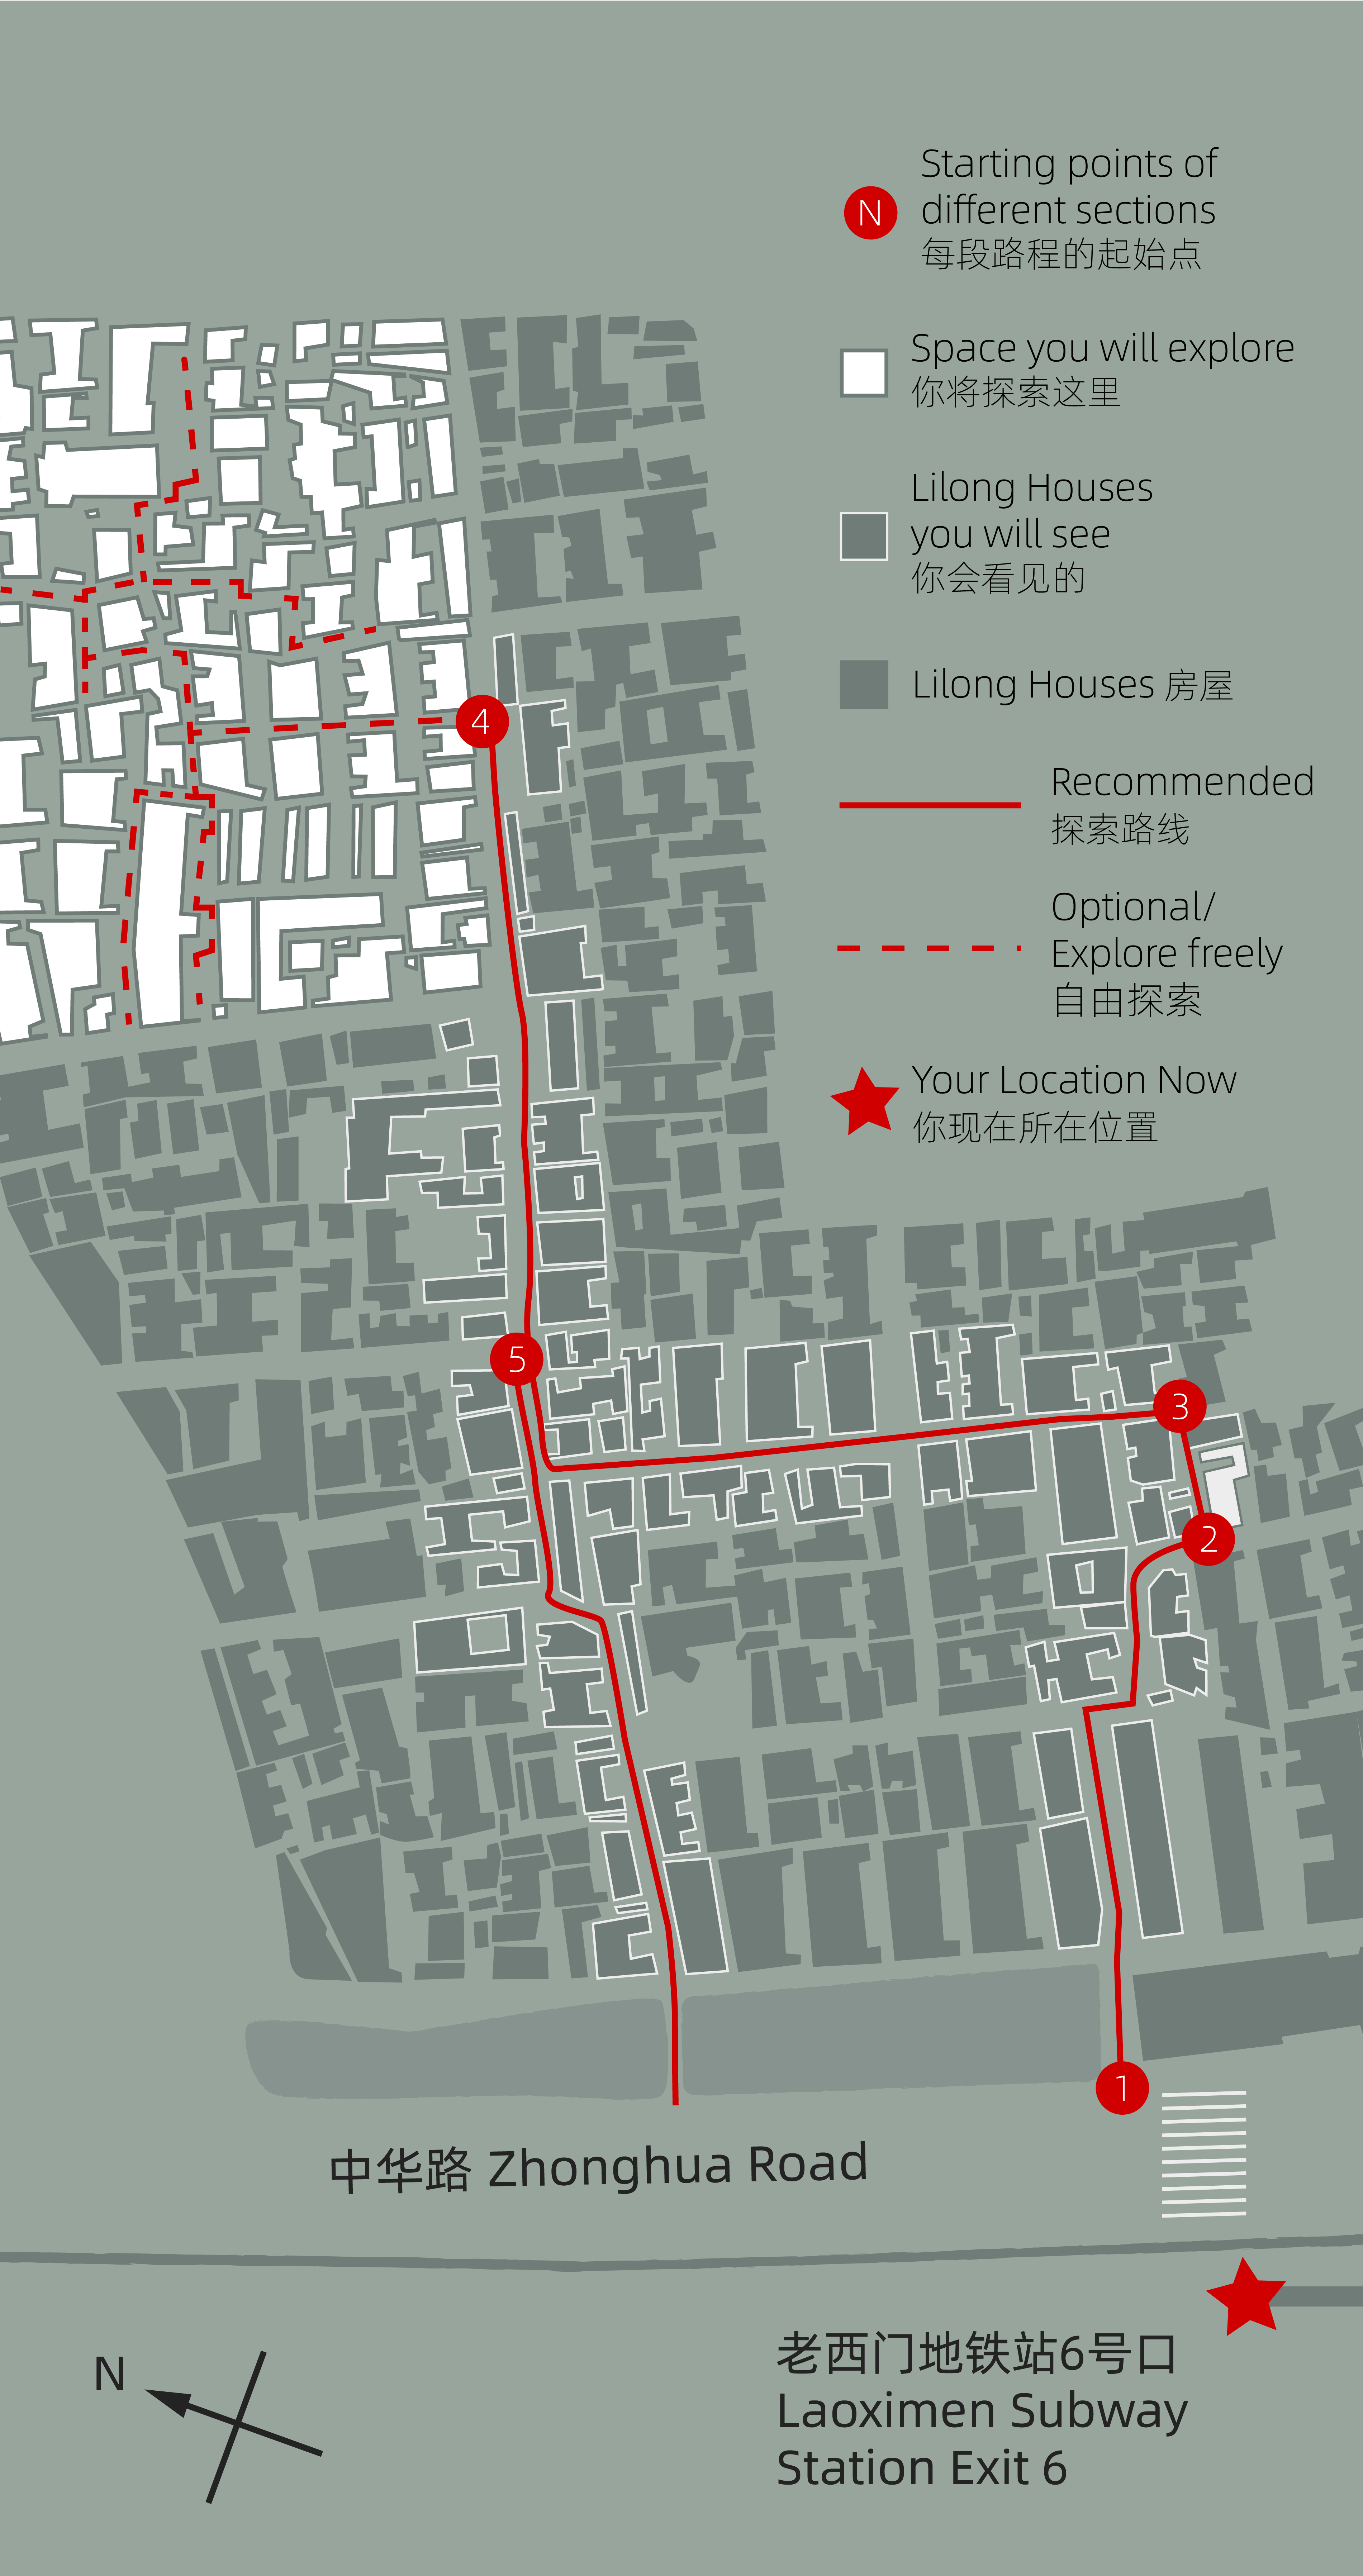 Starting points of
different sections
每段路程的起始点
N
Space you will explore
你将探索这里
Lilong Houses
you will see
你会看见的
Lilong Houses 房屋
Recommended
探索路线
Optional/
Explore freely
自由探索
Your Location Now
你现在所在位置
4
5
3
2
1
中华路 Zhonghua Road
老西门地铁站6号口
Laoximen Subway
Station Exit 6
N